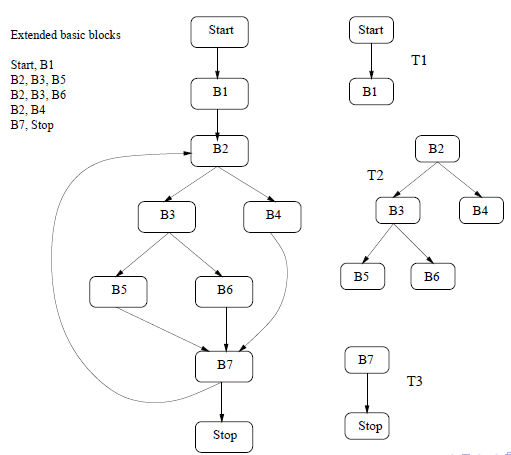 Extended basic blocks
Start, B1
B2, B3, B5
B2, B3, B6
B2, B4
B7, Stop
Start
B1
B2
B3
B4
B5
B6
B7
Stop
Start
T1
B1
B2
T2
B3
B4
B5
B6
B7
T3
Stop